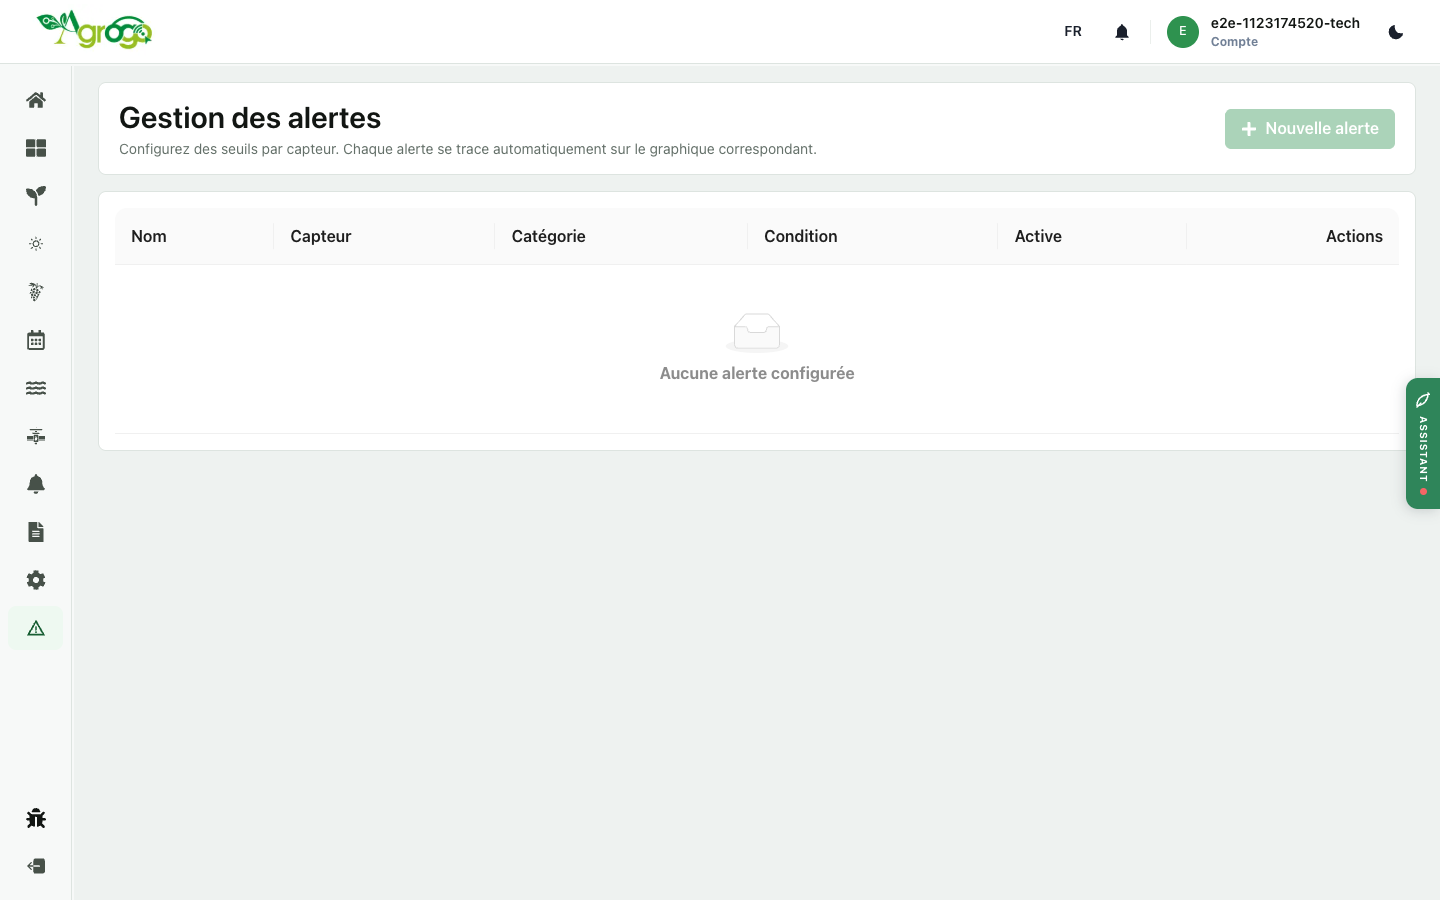 Agrogo
FR
E
e2e-1123174520-tech
Compte
Gestion des alertes
Configurez des seuils par capteur. Chaque alerte se trace automatiquement sur le graphique correspondant.
Nouvelle alerte
Nom
Capteur
Catégorie
Condition
Active
Actions
Aucune alerte configurée
ASSISTANT